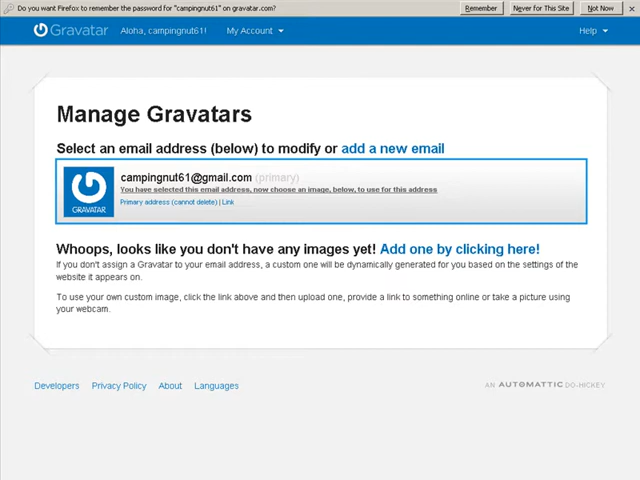 Do you want Firefox to remember the password for "campingnut61" on gravatar.com?
Remember
Never for This Site
Not Now
Gravatar
Aloha, campingnut61!
My Account
Help
Manage Gravatars
Select an email address (below) to modify or add a new email
campingnut61@gmail.com (primary)
You have selected this email address, now choose an image, below, to use for this address
Primary address (cannot delete) | Link
GRAVATAR
Whoops, looks like you don't have any images yet! Add one by clicking here!
If you don't assign a Gravatar to your email address, a custom one will be dynamically generated for you based on the settings of the
website it appears on.
To use your own custom image, click the link above and then upload one, provide a link to something online or take a picture using
your webcam.
Developers
Privacy Policy
About
Languages
AN AUTOMATTIC DO-HICKEY